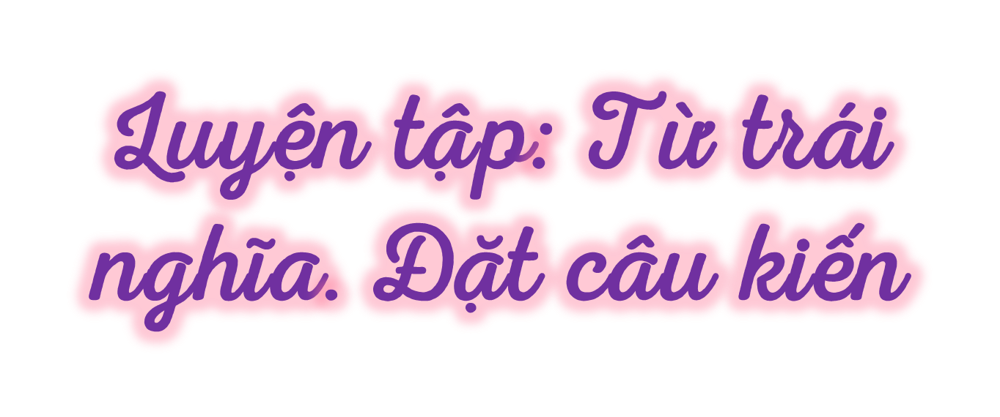 Luyện tập: Từ trái
nghĩa. Đặt câu kiến